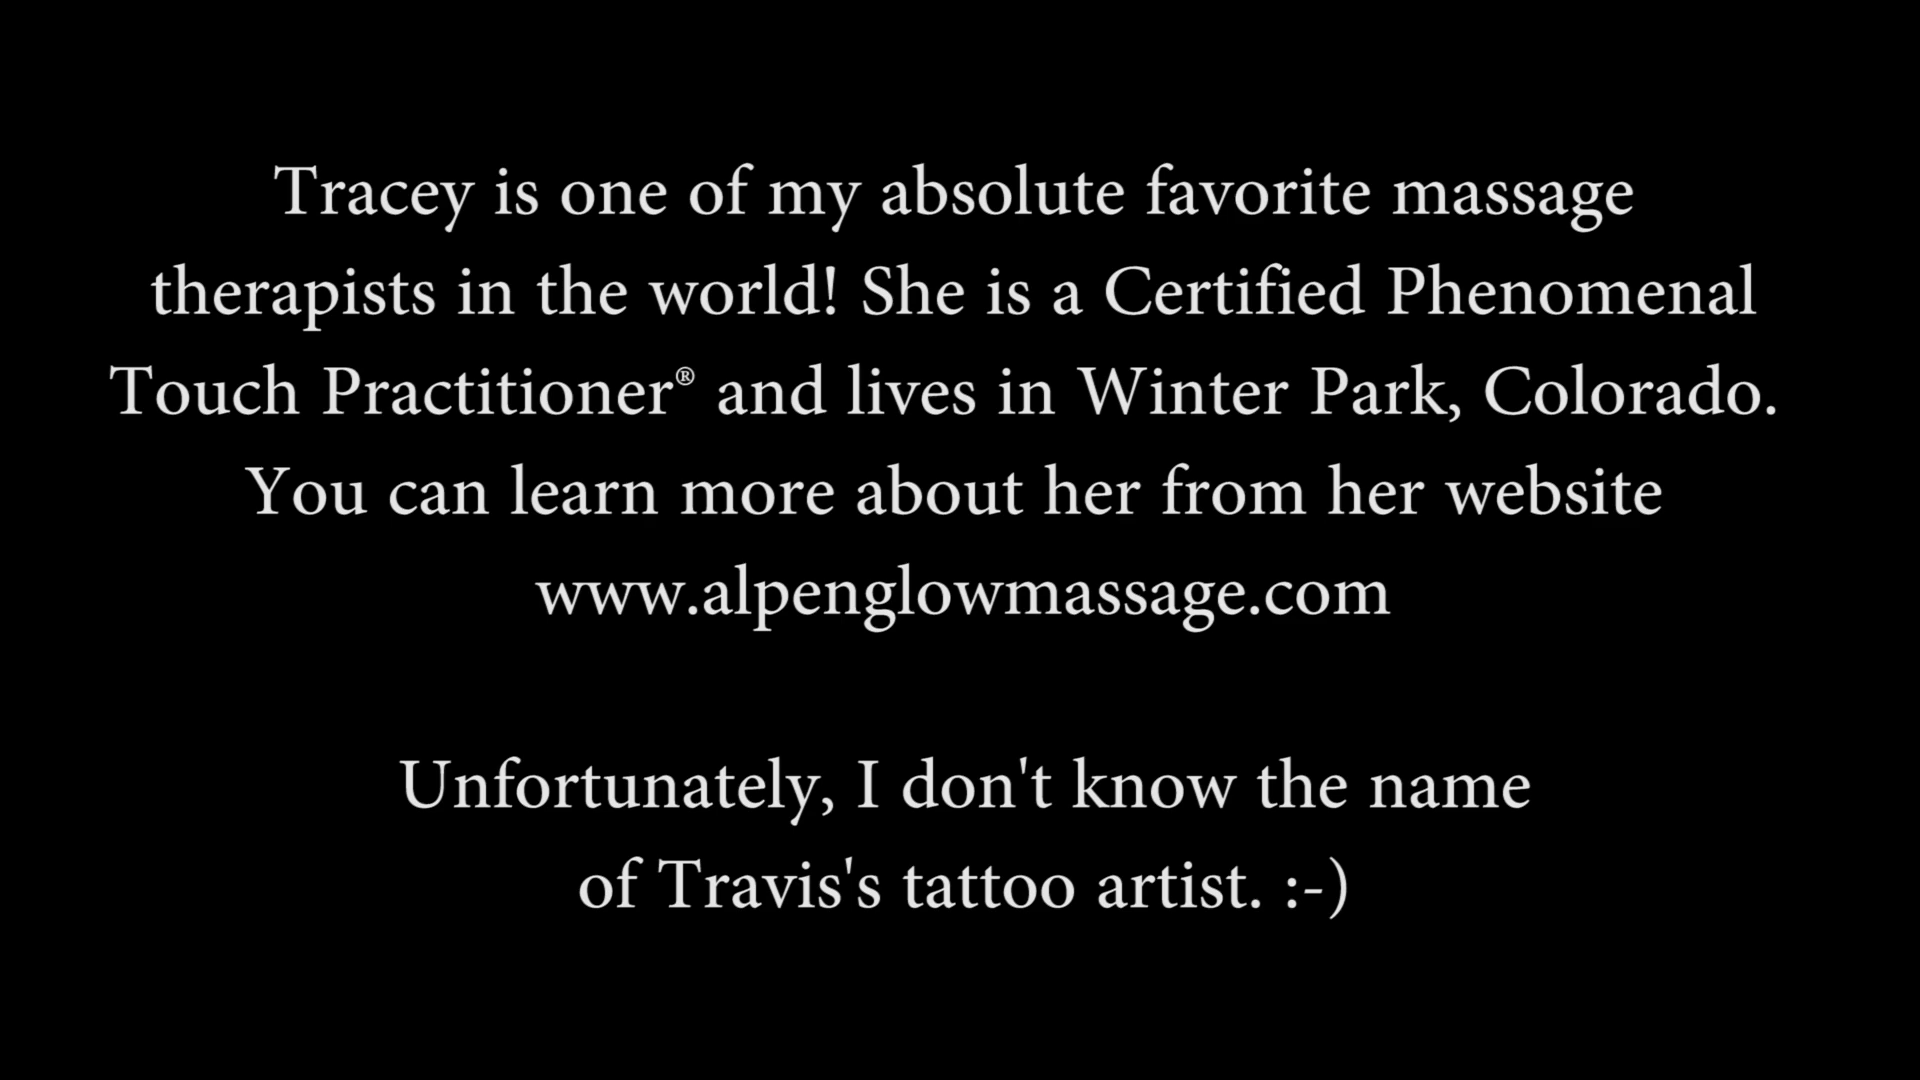 Tracey is one of my absolute favorite massage
therapists in the world! She is a Certified Phenomenal
Touch Practitioner® and lives in Winter Park, Colorado.
You can learn more about her from her website
www.alpenglowmassage.com
Unfortunately, I don't know the name
of Travis's tattoo artist. :-)